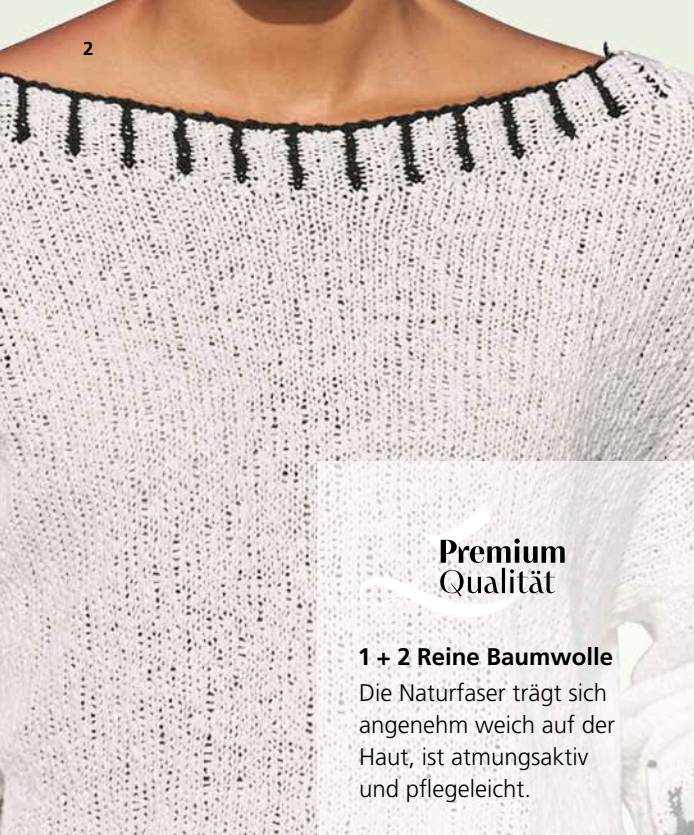 2
Premium
Qualität
1 + 2 Reine Baumwolle
Die Naturfaser trägt sich
angenehm weich auf der
Haut, ist atmungsaktiv
und pflegeleicht.